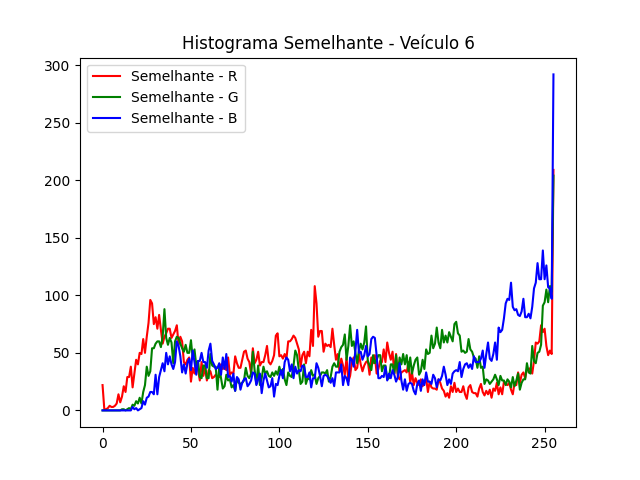 Histograma Semelhante - Veículo 6
Semelhante - R
Semelhante - G
Semelhante - B
300
250
200
150
100
50
0
0 50 100 150 200 250